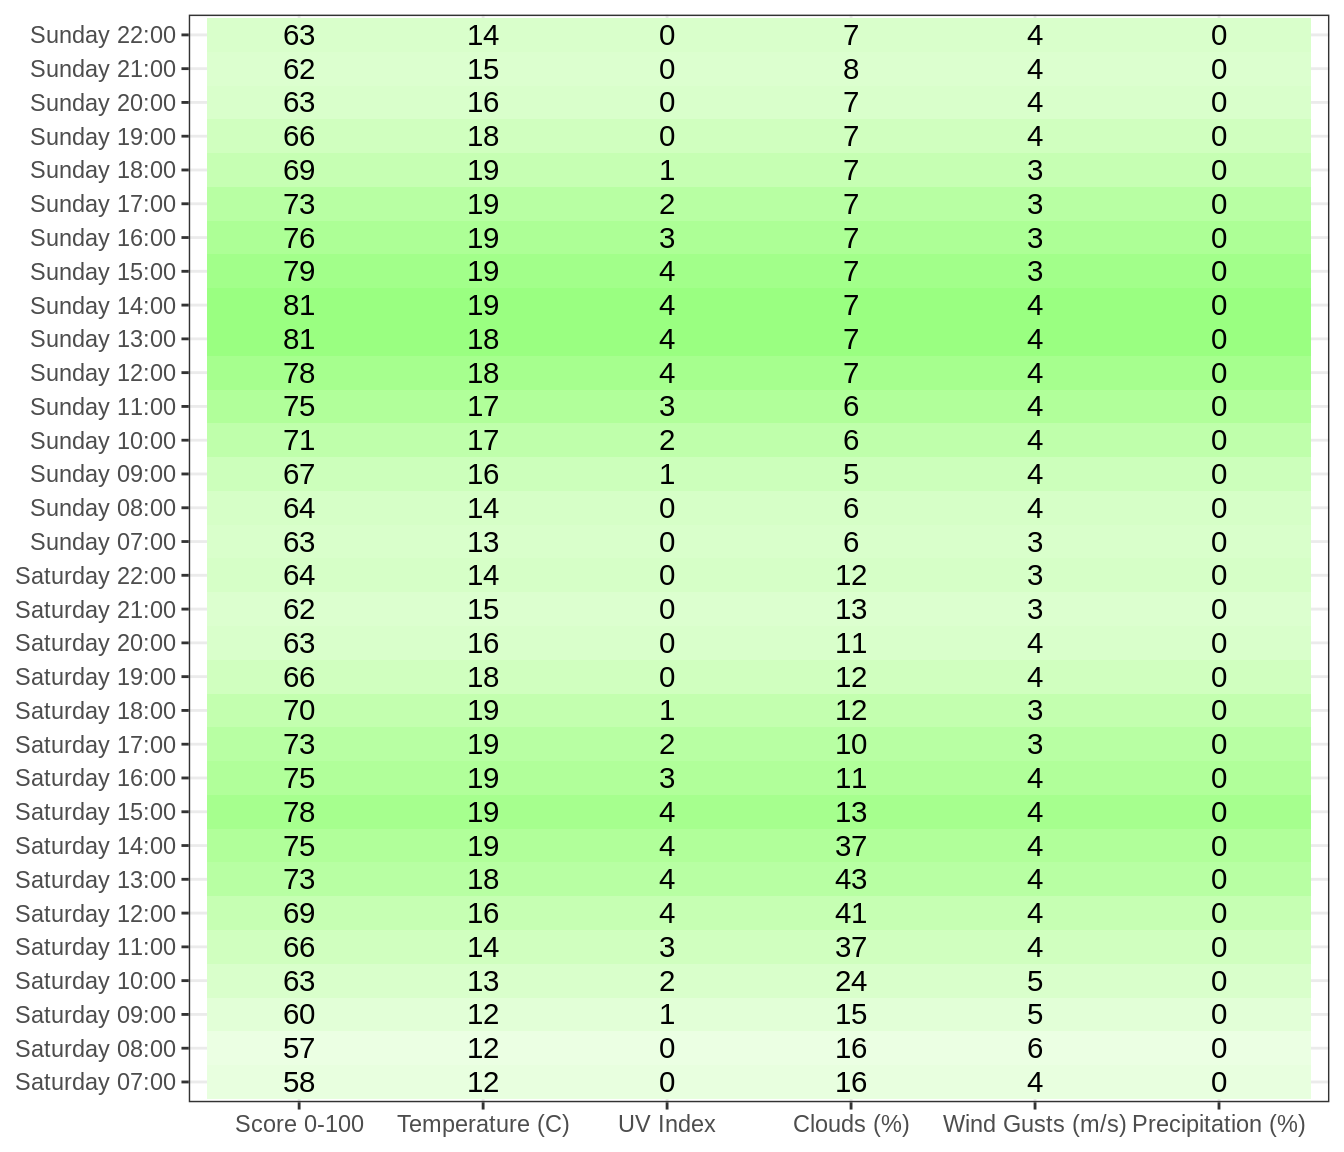 Sunday 22:00 63 14 0 7 4 0
Sunday 21:00 62 15 0 8 4 0
Sunday 20:00 63 16 0 7 4 0
Sunday 19:00 66 18 0 7 4 0
Sunday 18:00 69 19 1 7 3 0
Sunday 17:00 73 19 2 7 3 0
Sunday 16:00 76 19 3 7 3 0
Sunday 15:00 79 19 4 7 3 0
Sunday 14:00 81 19 4 7 4 0
Sunday 13:00 81 18 4 7 4 0
Sunday 12:00 78 18 4 7 4 0
Sunday 11:00 75 17 3 6 4 0
Sunday 10:00 71 17 2 6 4 0
Sunday 09:00 67 16 1 5 4 0
Sunday 08:00 64 14 0 6 4 0
Sunday 07:00 63 13 0 6 3 0
Saturday 22:00 64 14 0 12 3 0
Saturday 21:00 62 15 0 13 3 0
Saturday 20:00 63 16 0 11 4 0
Saturday 19:00 66 18 0 12 4 0
Saturday 18:00 70 19 1 12 3 0
Saturday 17:00 73 19 2 10 3 0
Saturday 16:00 75 19 3 11 4 0
Saturday 15:00 78 19 4 13 4 0
Saturday 14:00 75 19 4 37 4 0
Saturday 13:00 73 18 4 43 4 0
Saturday 12:00 69 16 4 41 4 0
Saturday 11:00 66 14 3 37 4 0
Saturday 10:00 63 13 2 24 5 0
Saturday 09:00 60 12 1 15 5 0
Saturday 08:00 57 12 0 16 6 0
Saturday 07:00 58 12 0 16 4 0
Score 0-100 Temperature (C) UV Index Clouds (%) Wind Gusts (m/s) Precipitation (%)